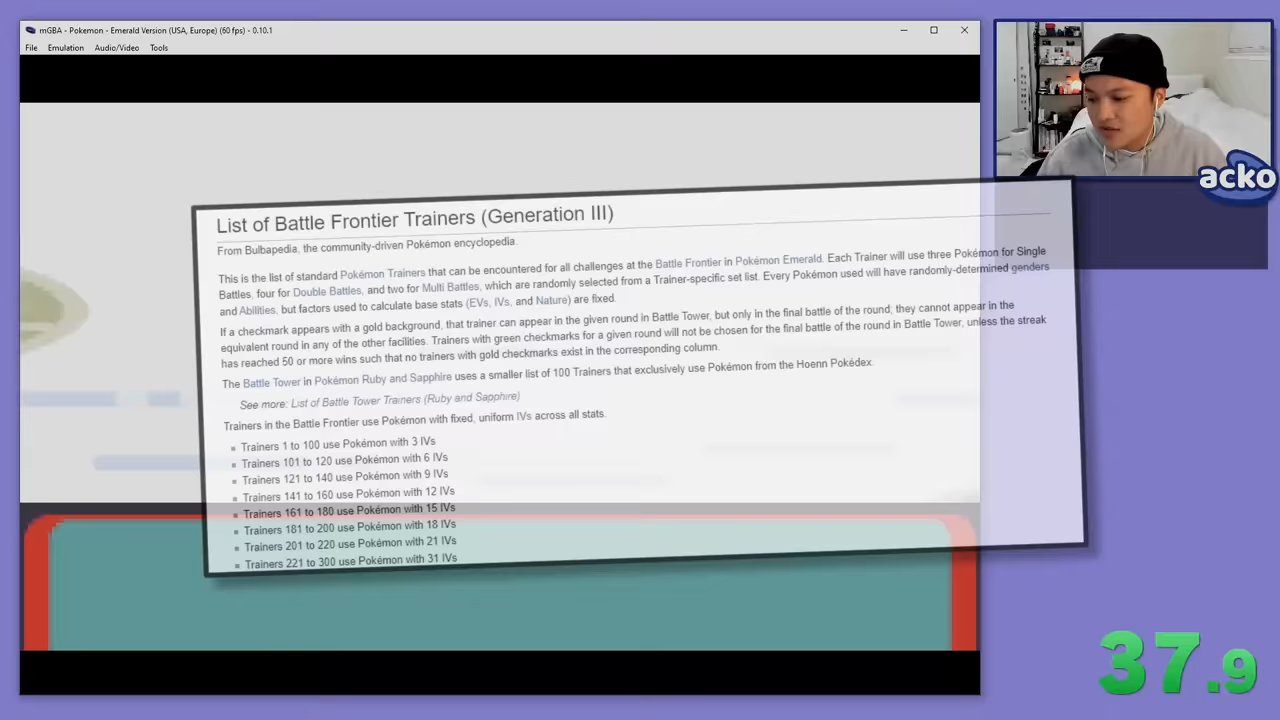 mGBA - Pokemon - Emerald Version (USA, Europe) (60 fps) - 0.10.1
File Emulation Audio/Video Tools
acko
List of Battle Frontier Trainers (Generation III)
From Bulbapedia, the community-driven Pokémon encyclopedia.
This is the list of standard Pokémon Trainers that can be encountered for all challenges at the Battle Frontier in Pokémon Emerald. Each Trainer will use three Pokémon for Single
Battles, four for Double Battles, and two for Multi Battles, which are randomly selected from a Trainer-specific set list. Every Pokémon used will have randomly-determined genders
and Abilities, but factors used to calculate base stats (EVs, IVs, and Nature) are fixed.
If a checkmark appears with a gold background, that trainer can appear in the given round in Battle Tower, but only in the final battle of the round; they cannot appear in the
equivalent round in any of the other facilities. Trainers with green checkmarks for a given round will not be chosen for the final battle of the round in Battle Tower, unless the streak
has reached 50 or more wins such that no trainers with gold checkmarks exist in the corresponding column.
The Battle Tower in Pokémon Ruby and Sapphire uses a smaller list of 100 Trainers that exclusively use Pokémon from the Hoenn Pokédex.
See more: List of Battle Tower Trainers (Ruby and Sapphire)
Trainers in the Battle Frontier use Pokémon with fixed, uniform IVs across all stats.
Trainers 1 to 100 use Pokémon with 3 IVs
Trainers 101 to 120 use Pokémon with 6 IVs
Trainers 121 to 140 use Pokémon with 9 IVs
Trainers 141 to 160 use Pokémon with 12 IVs
Trainers 161 to 180 use Pokémon with 15 IVs
Trainers 181 to 200 use Pokémon with 18 IVs
Trainers 201 to 220 use Pokémon with 21 IVs
Trainers 221 to 300 use Pokémon with 31 IVs
37.9